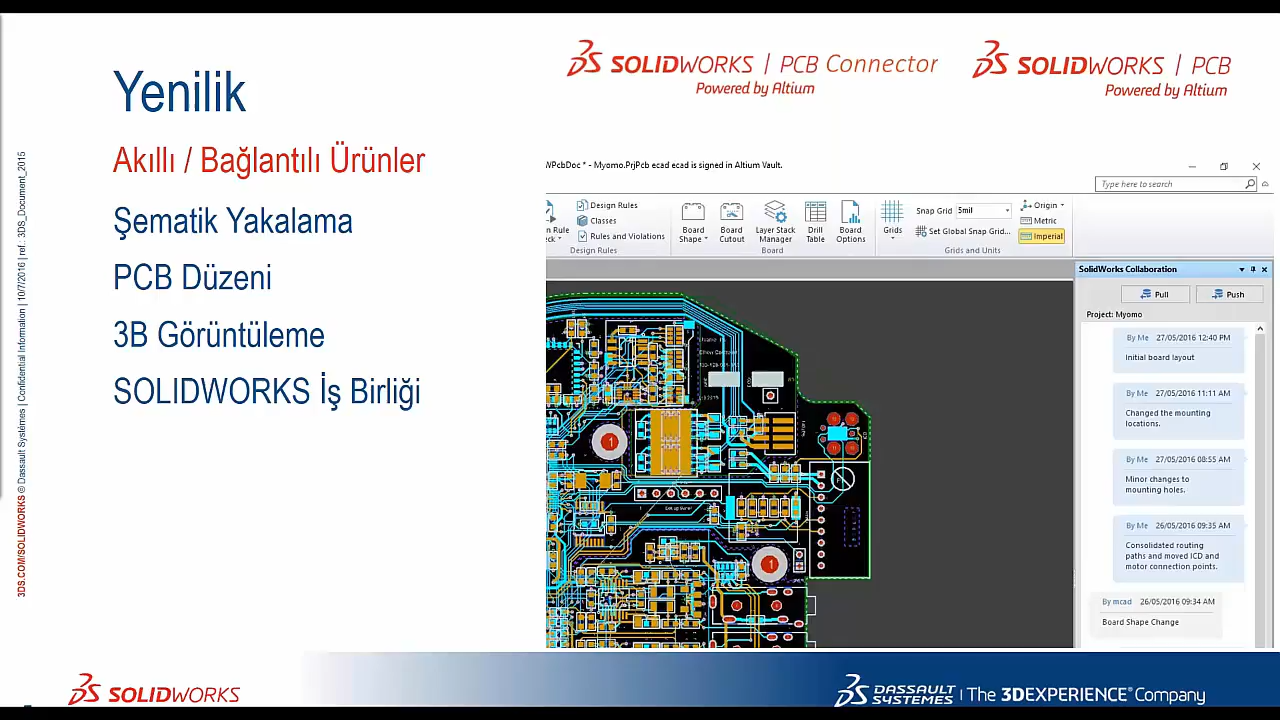 SOLIDWORKS | PCB Connector
Powered by Altium
SOLIDWORKS | PCB
Powered by Altium
Yenilik
Akıllı / Bağlantılı Ürünler
Şematik Yakalama
PCB Düzeni
3B Görüntüleme
SOLIDWORKS İş Birliği
3DS.COM/SOLIDWORKS © Dassault Systèmes | Confidential Information | 10/7/2016 | ref.: 3DS_Document_2015
PcbDoc * - Myomo.PrjPcb ecad ecad is signed in Altium Vault.
Type here to search
Design Rules
Classes
Rules and Violations
Design Rules
Board Shape
Board Cutout
Layer Stack Manager
Drill Table
Board Options
Board
Grids
Snap Grid 5mil
Set Global Snap Grid...
Origin
Metric
Imperial
Grids and Units
SolidWorks Collaboration
Pull
Push
Project: Myomo
By Me 27/05/2016 12:40 PM
Initial board layout
By Me 27/05/2016 11:11 AM
Changed the mounting
locations.
By Me 27/05/2016 08:55 AM
Minor changes to
mounting holes.
By Me 26/05/2016 09:35 AM
Consolidated routing
paths and moved ICD and
motor connection points.
By mcad 26/05/2016 09:34 AM
Board Shape Change
1
1
SOLIDWORKS
DASSAULT SYSTEMES | The 3DEXPERIENCE® Company